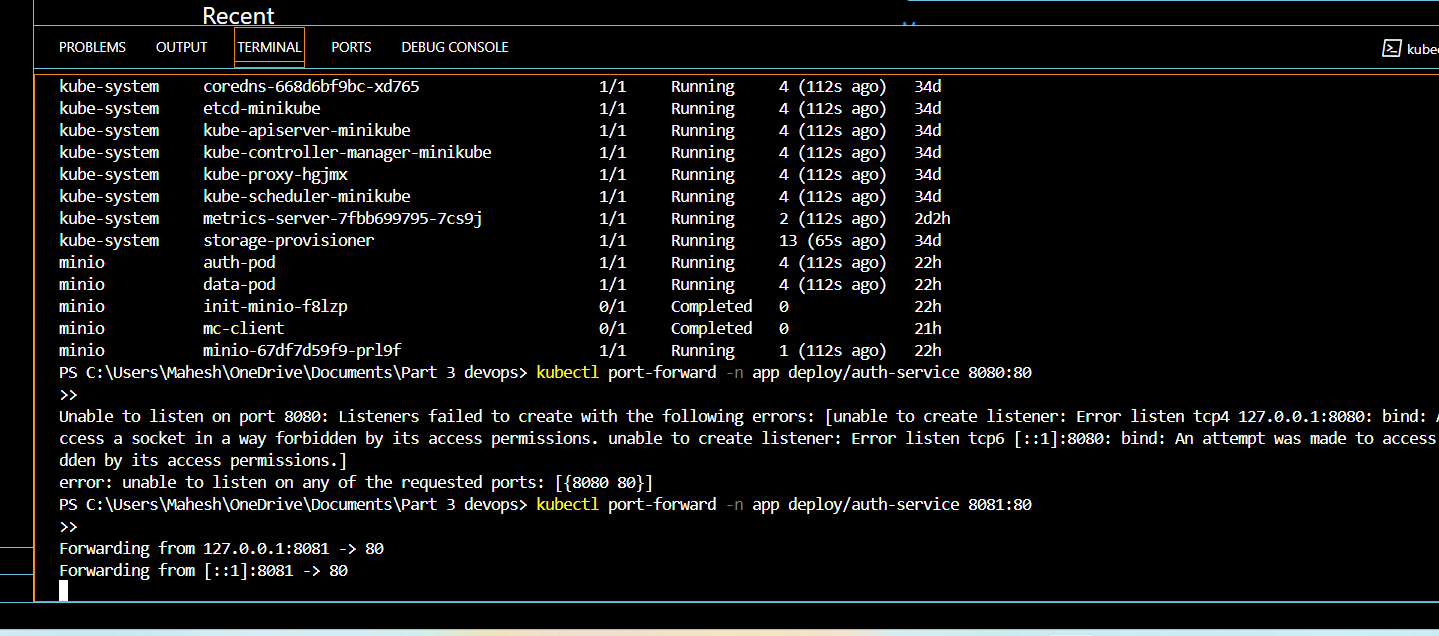 Recent
PROBLEMS OUTPUT TERMINAL PORTS DEBUG CONSOLE
kube-system coredns-668d6bf9bc-xd765 1/1 Running 4 (112s ago) 34d
kube-system etcd-minikube 1/1 Running 4 (112s ago) 34d
kube-system kube-apiserver-minikube 1/1 Running 4 (112s ago) 34d
kube-system kube-controller-manager-minikube 1/1 Running 4 (112s ago) 34d
kube-system kube-proxy-hgjmx 1/1 Running 4 (112s ago) 34d
kube-system kube-scheduler-minikube 1/1 Running 4 (112s ago) 34d
kube-system metrics-server-7fbb699795-7cs9j 1/1 Running 2 (112s ago) 2d2h
kube-system storage-provisioner 1/1 Running 13 (65s ago) 34d
minio auth-pod 1/1 Running 4 (112s ago) 22h
minio data-pod 1/1 Running 4 (112s ago) 22h
minio init-minio-f8lzp 0/1 Completed 0 22h
minio mc-client 0/1 Completed 0 21h
minio minio-67df7d59f9-prl9f 1/1 Running 1 (112s ago) 22h
PS C:\Users\Mahesh\OneDrive\Documents\Part 3 devops> kubectl port-forward -n app deploy/auth-service 8080:80
>>
Unable to listen on port 8080: Listeners failed to create with the following errors: [unable to create listener: Error listen tcp4 127.0.0.1:8080: bind:
ccess a socket in a way forbidden by its access permissions. unable to create listener: Error listen tcp6 [::1]:8080: bind: An attempt was made to access
dden by its access permissions.]
error: unable to listen on any of the requested ports: [{8080 80}]
PS C:\Users\Mahesh\OneDrive\Documents\Part 3 devops> kubectl port-forward -n app deploy/auth-service 8081:80
>>
Forwarding from 127.0.0.1:8081 -> 80
Forwarding from [::1]:8081 -> 80